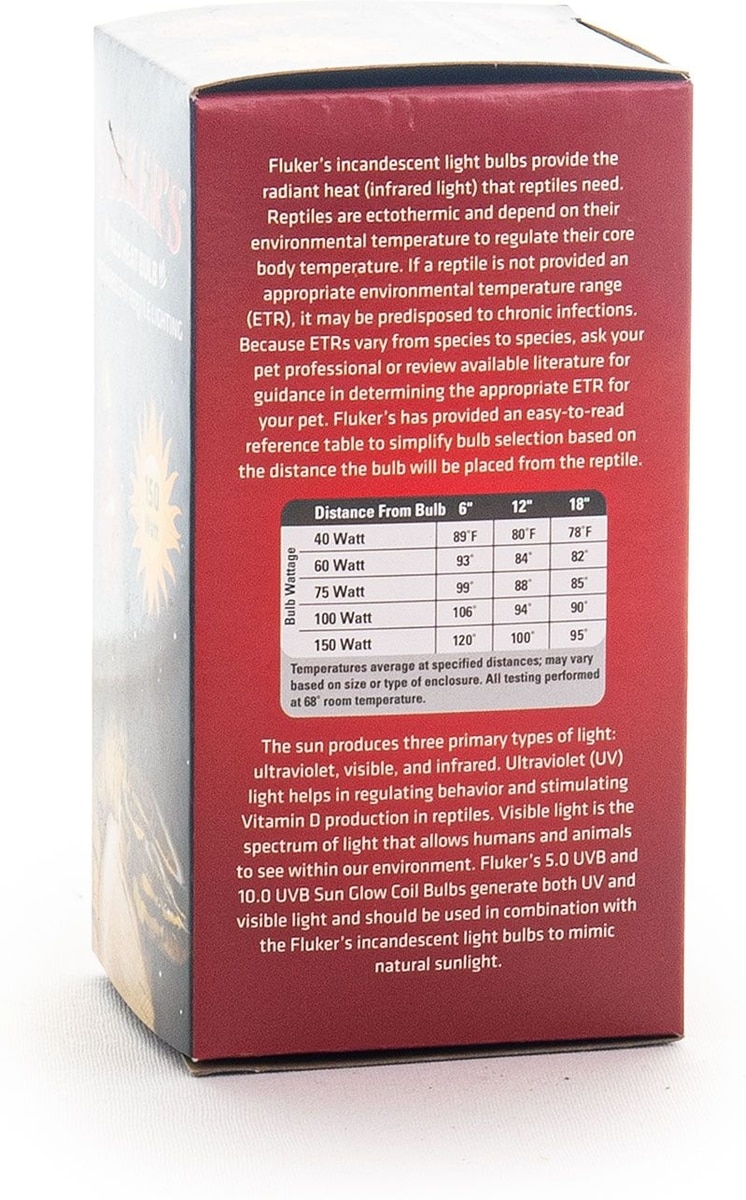 Fluker's incandescent light bulbs provide the
radiant heat (infrared light) that reptiles need.
Reptiles are ectothermic and depend on their
environmental temperature to regulate their core
body temperature. If a reptile is not provided an
appropriate environmental temperature range
(ETR), it may be predisposed to chronic infections.
Because ETRs vary from species to species, ask your
pet professional or review available literature for
guidance in determining the appropriate ETR for
your pet. Fluker's has provided an easy-to-read
reference table to simplify bulb selection based on
the distance the bulb will be placed from the reptile.
Distance From Bulb 6" 12" 18"
Bulb Wattage
40 Watt 89°F 80°F 78°F
60 Watt 93° 84° 82°
75 Watt 99° 88° 85°
100 Watt 106° 94° 90°
150 Watt 120° 100° 95°
Temperatures average at specified distances; may vary
based on size or type of enclosure. All testing performed
at 68° room temperature.
The sun produces three primary types of light:
ultraviolet, visible, and infrared. Ultraviolet (UV)
light helps in regulating behavior and stimulating
Vitamin D production in reptiles. Visible light is the
spectrum of light that allows humans and animals
to see within our environment. Fluker's 5.0 UVB and
10.0 UVB Sun Glow Coil Bulbs generate both UV and
visible light and should be used in combination with
the Fluker's incandescent light bulbs to mimic
natural sunlight.
BULB
LIGHTING
150